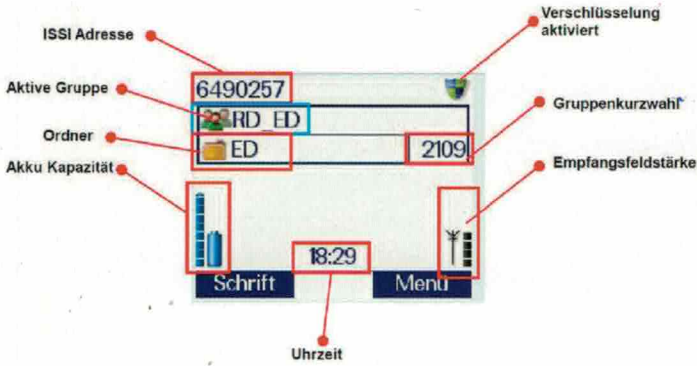 Verschlüsselung
aktiviert
ISSI Adresse
6490257
Aktive Gruppe
RD_ED
Gruppenkurzwahl
Ordner
ED
2109
Akku Kapazität
Empfangsfeldstärke
18:29
Schrift
Menü
Uhrzeit